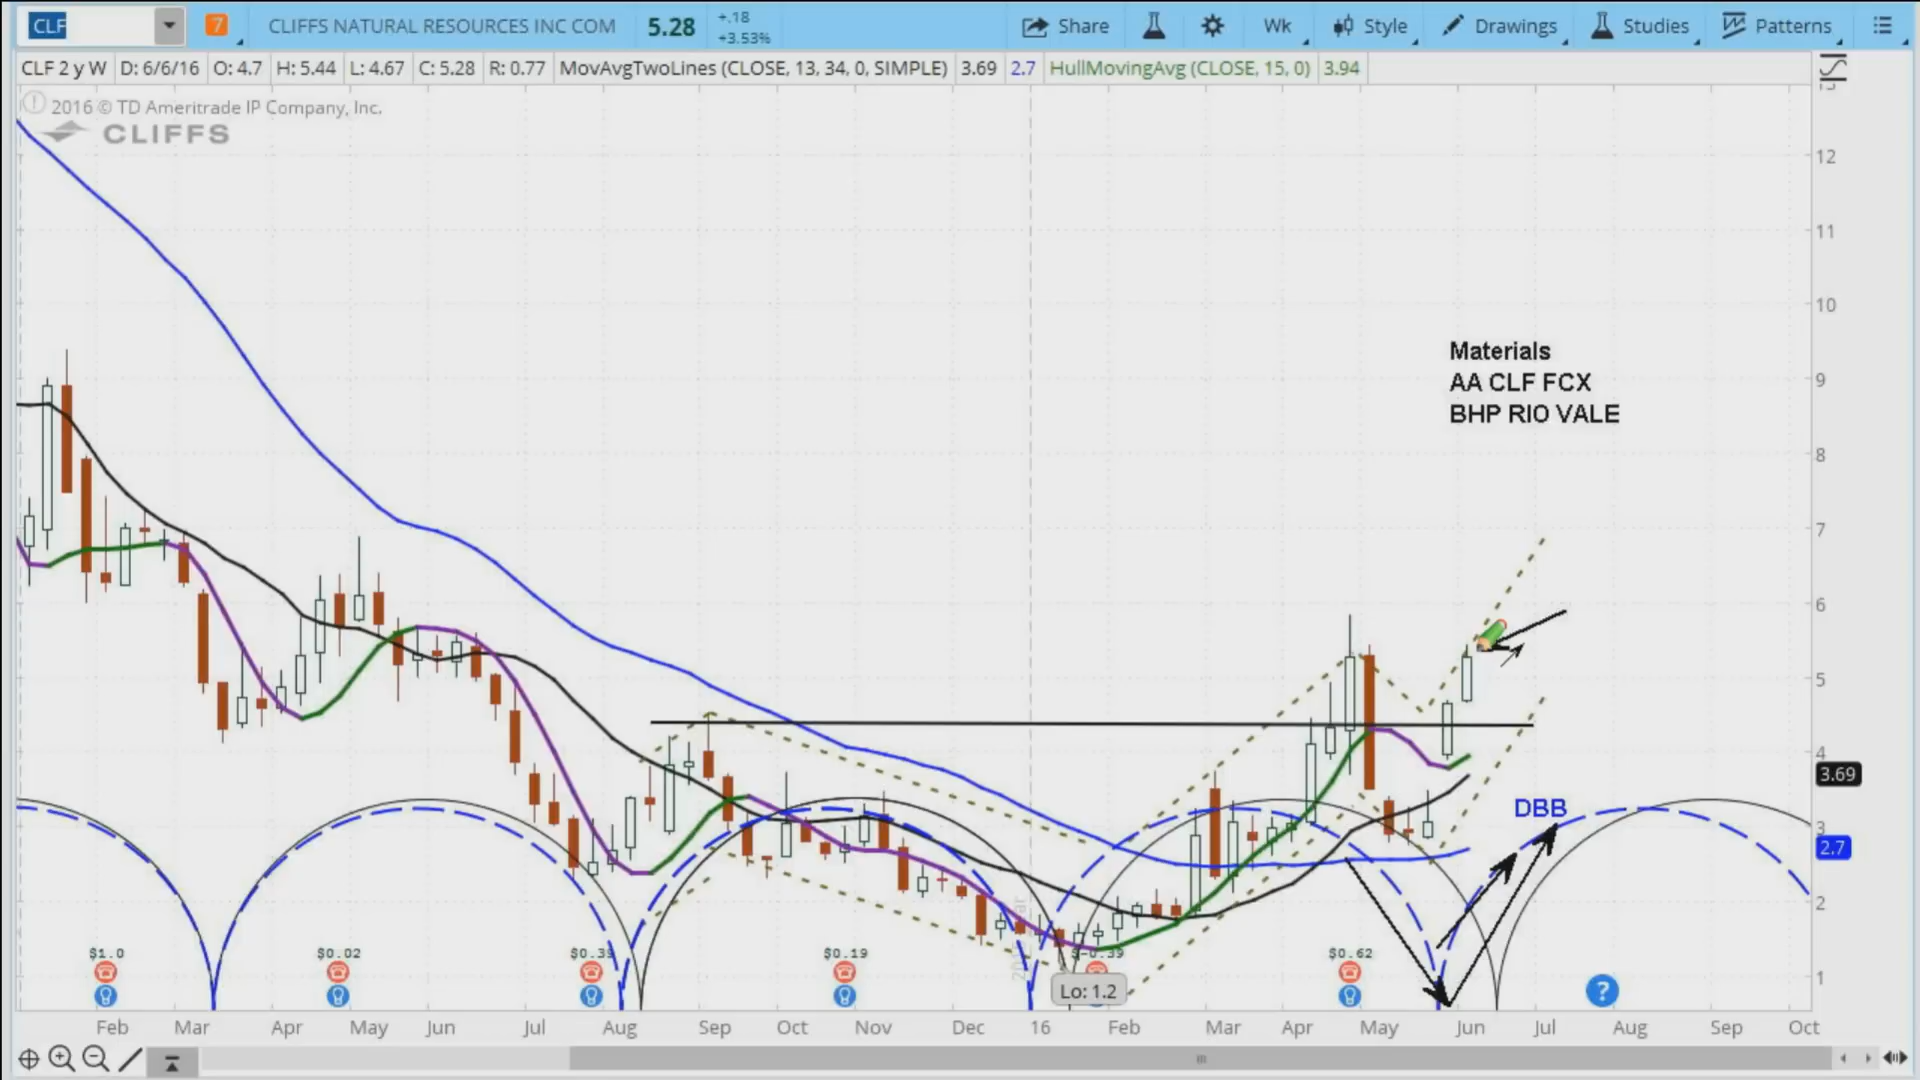 CLF 7 CLIFFS NATURAL RESOURCES INC COM 5.28 +.18 +3.53% Share Wk Style Drawings Studies Patterns
CLF 2 y W D: 6/6/16 O: 4.7 H: 5.44 L: 4.67 C: 5.28 R: 0.77 MovAvgTwoLines (CLOSE, 13, 34, 0, SIMPLE) 3.69 2.7 HullMovingAvg (CLOSE, 15, 0) 3.94
2016 © TD Ameritrade IP Company, Inc.
CLIFFS
12
11
10
9
8
7
6
5
4
3.69
3
2.7
2
1
Materials
AA CLF FCX
BHP RIO VALE
DBB
$1.0 $0.02 $0.39 $0.19 $-0.39 $0.62
Lo: 1.2
?
Feb Mar Apr May Jun Jul Aug Sep Oct Nov Dec 16 Feb Mar Apr May Jun Jul Aug Sep Oct